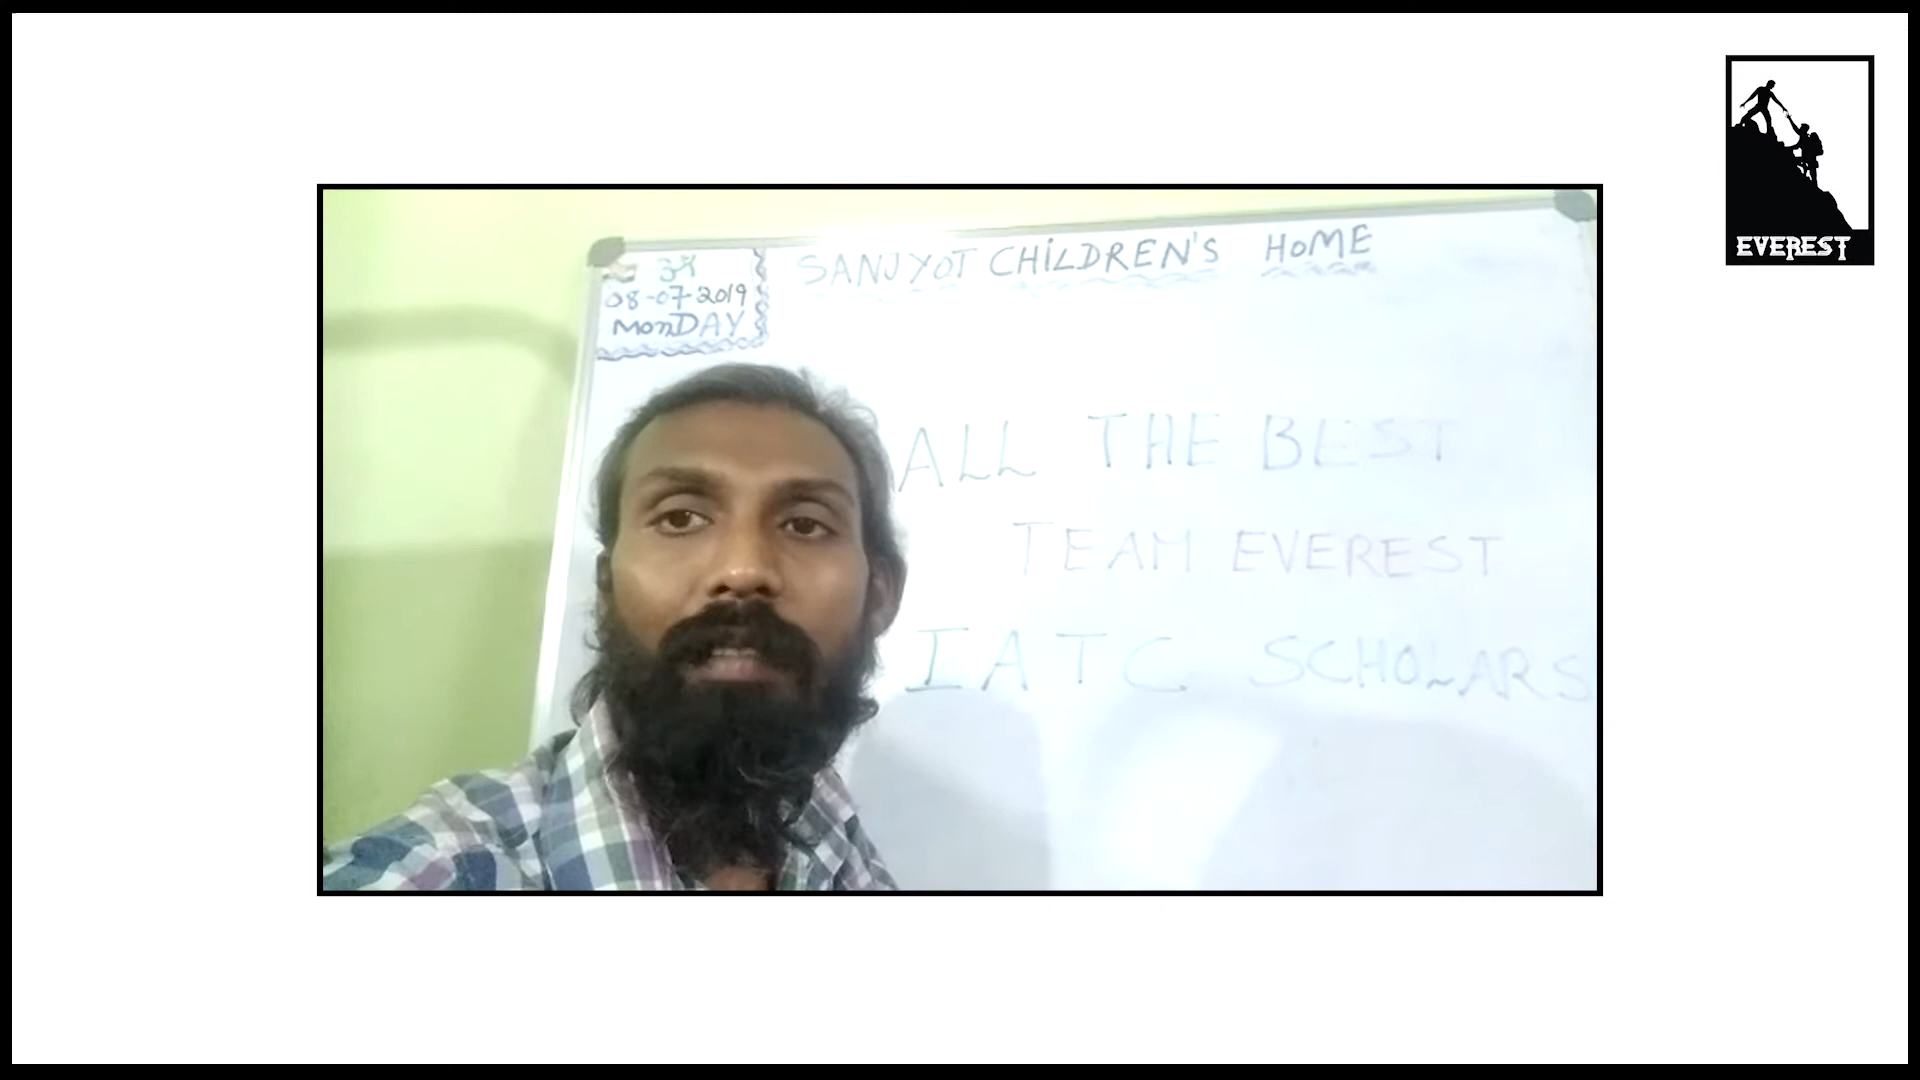 ॐ
08-07-2019
MonDAY
SANJYOT CHiLDREN'S HOME
ALL THE BEST
TEAM EVEREST
IATC SCHOLARS
EVEREST